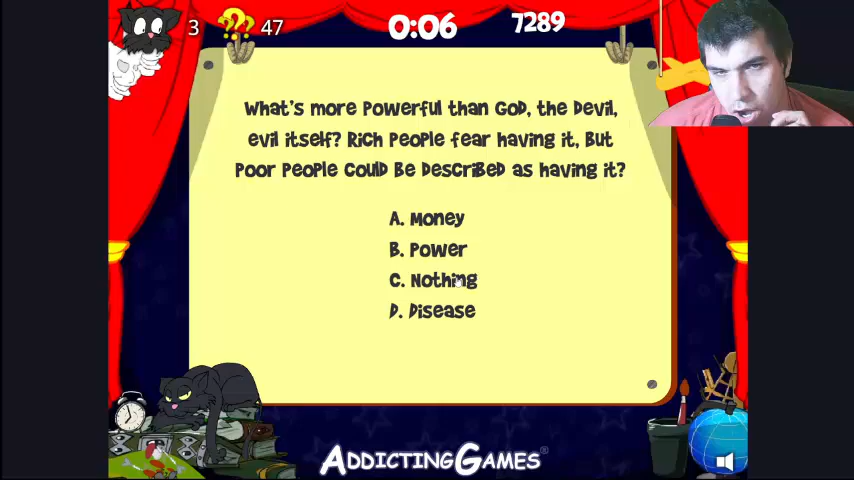 3 47 0:06 7289
What's more powerful than God, the Devil,
evil itself? Rich people fear having it, but
poor people could be described as having it?
A. Money
B. Power
C. Nothing
D. Disease
AddictingGames®